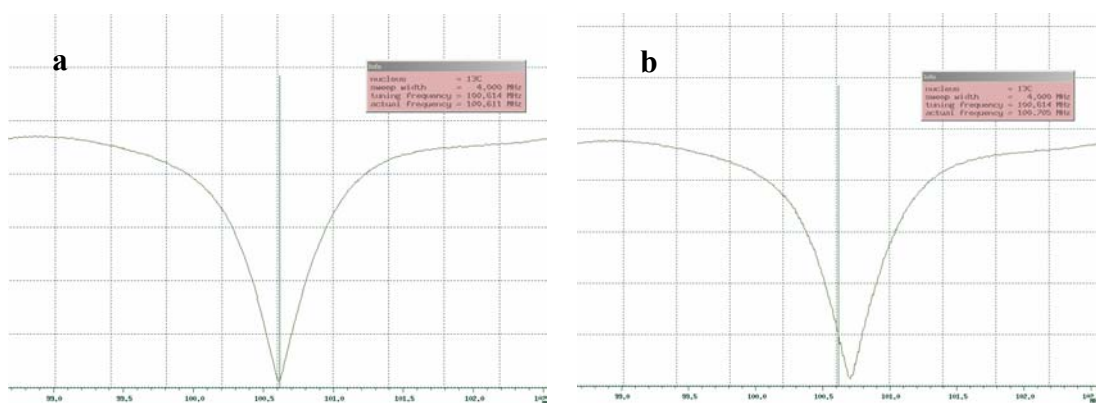 a
Info
nucleus = 13C
sweep width = 4,000 MHz
tuning frequency = 100,614 MHz
actual frequency = 100,611 MHz
99.0 99.5 100.0 100.5 101.0 101.5 102.0
b
Info
nucleus = 13C
sweep width = 4,000 MHz
tuning frequency = 100,614 MHz
actual frequency = 100,705 MHz
99.0 99.5 100.0 100.5 101.0 101.5